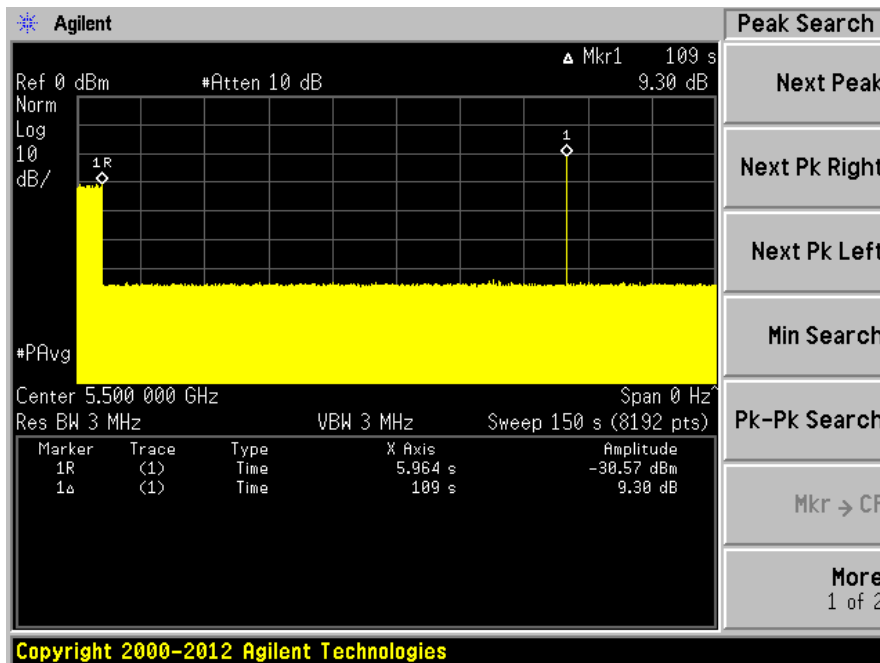 Agilent
Peak Search
Δ Mkr1 109 s
Ref 0 dBm #Atten 10 dB 9.30 dB
Norm
Log
10
dB/
1R
1
#PAvg
Center 5.500 000 GHz Span 0 Hz^
Res BW 3 MHz VBW 3 MHz Sweep 150 s (8192 pts)
Marker Trace Type X Axis Amplitude
1R (1) Time 5.964 s -30.57 dBm
1Δ (1) Time 109 s 9.30 dB
Next Peak
Next Pk Right
Next Pk Left
Min Search
Pk-Pk Search
Mkr → CF
More
1 of 2
Copyright 2000-2012 Agilent Technologies